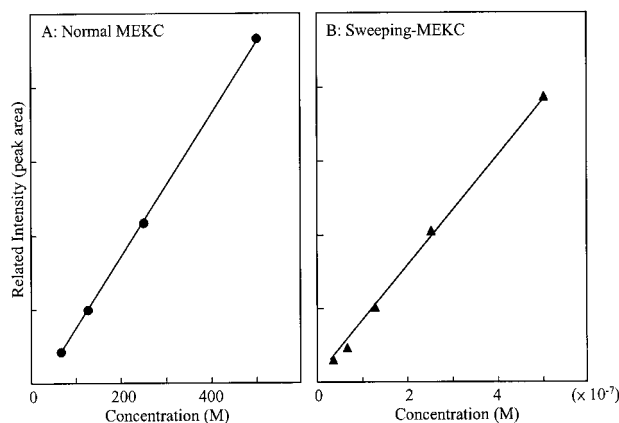 A: Normal MEKC
B: Sweeping-MEKC
Related Intensity (peak area)
0 200 400
0 2 4 (× 10⁻⁷)
Concentration (M)
Concentration (M)